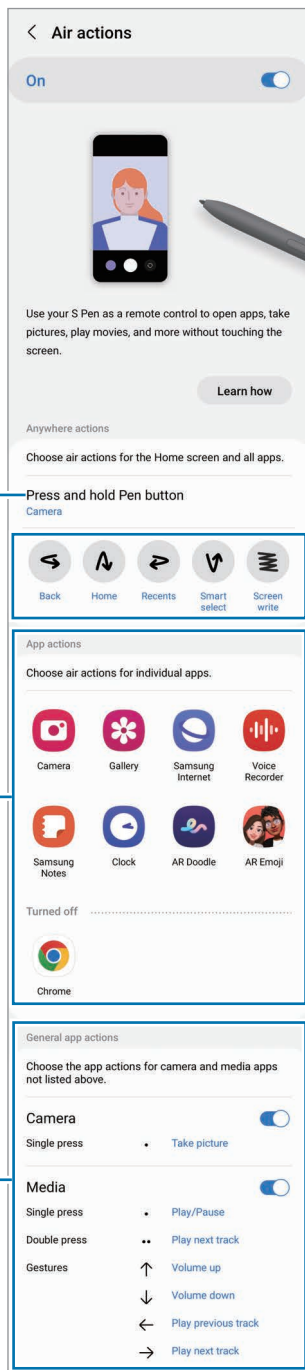 Air actions
On
Use your S Pen as a remote control to open apps, take
pictures, play movies, and more without touching the
screen.
Learn how
Anywhere actions
Choose air actions for the Home screen and all apps.
Press and hold Pen button
Camera
Back Home Recents Smart select Screen write
App actions
Choose air actions for individual apps.
Camera Gallery Samsung Internet Voice Recorder
Samsung Notes Clock AR Doodle AR Emoji
Turned off
Chrome
General app actions
Choose the app actions for camera and media apps
not listed above.
Camera
Single press • Take picture
Media
Single press • Play/Pause
Double press •• Play next track
Gestures ↑ Volume up
↓ Volume down
← Play previous track
→ Play next track